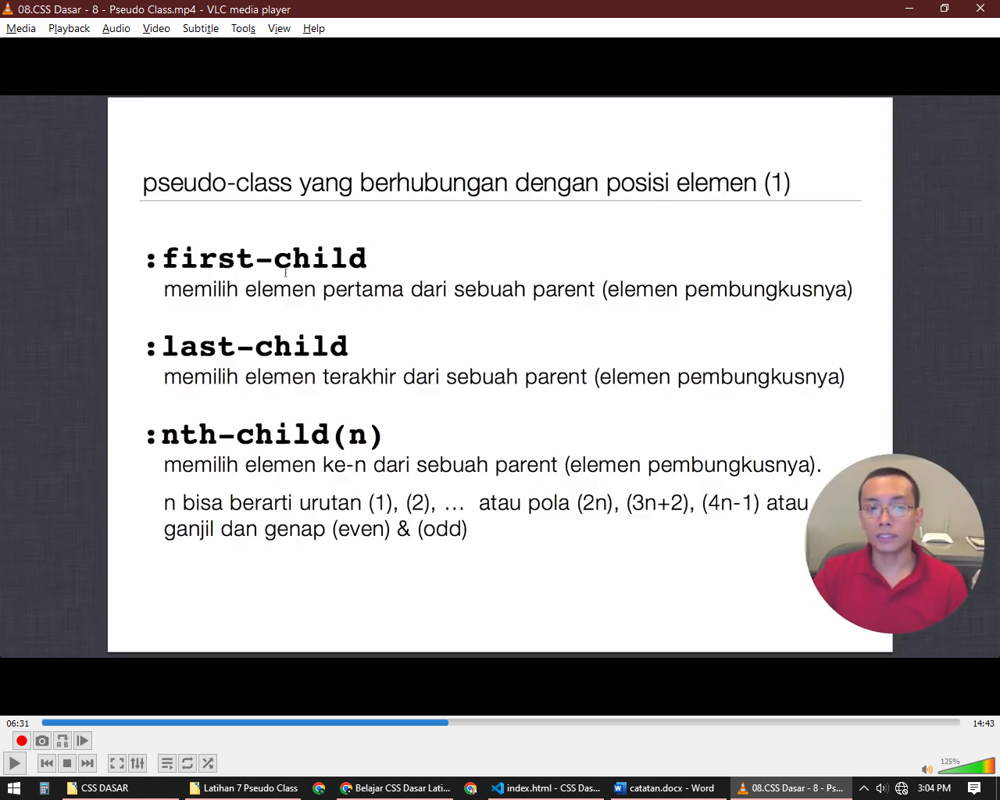 08.CSS Dasar - 8 - Pseudo Class.mp4 - VLC media player
Media Playback Audio Video Subtitle Tools View Help
pseudo-class yang berhubungan dengan posisi elemen (1)
:first-child
memilih elemen pertama dari sebuah parent (elemen pembungkusnya)
:last-child
memilih elemen terakhir dari sebuah parent (elemen pembungkusnya)
:nth-child(n)
memilih elemen ke-n dari sebuah parent (elemen pembungkusnya).
n bisa berarti urutan (1), (2), … atau pola (2n), (3n+2), (4n-1) atau
ganjil dan genap (even) & (odd)
06:31 14:43
A B
125%
CSS DASAR Latihan 7 Pseudo Class Belajar CSS Dasar Lati... index.html - CSS Das... catatan.docx - Word 08.CSS Dasar - 8 - Ps... 3:04 PM